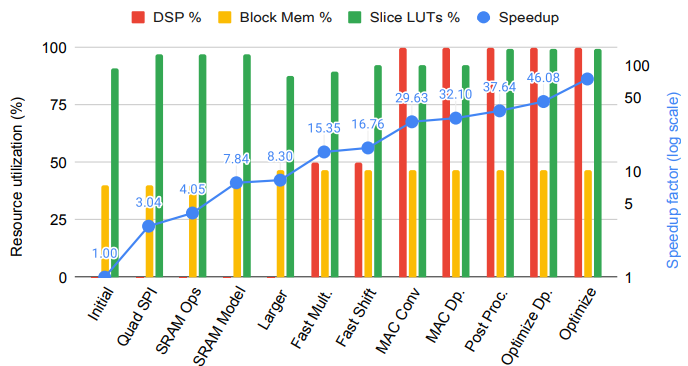 DSP % Block Mem % Slice LUTs % Speedup
Resource utilization (%)
100
75
50
25
0
1.00
3.04
4.05
7.84
8.30
15.35
16.76
29.63
32.10
37.64
46.08
100
50
10
5
1
Speedup factor (log scale)
Initial
Quad SPI
SRAM Ops
SRAM Model
Larger
Fast Mult.
Fast Shift
MAC Conv
MAC Dp.
Post Proc.
Optimize Dp.
Optimize